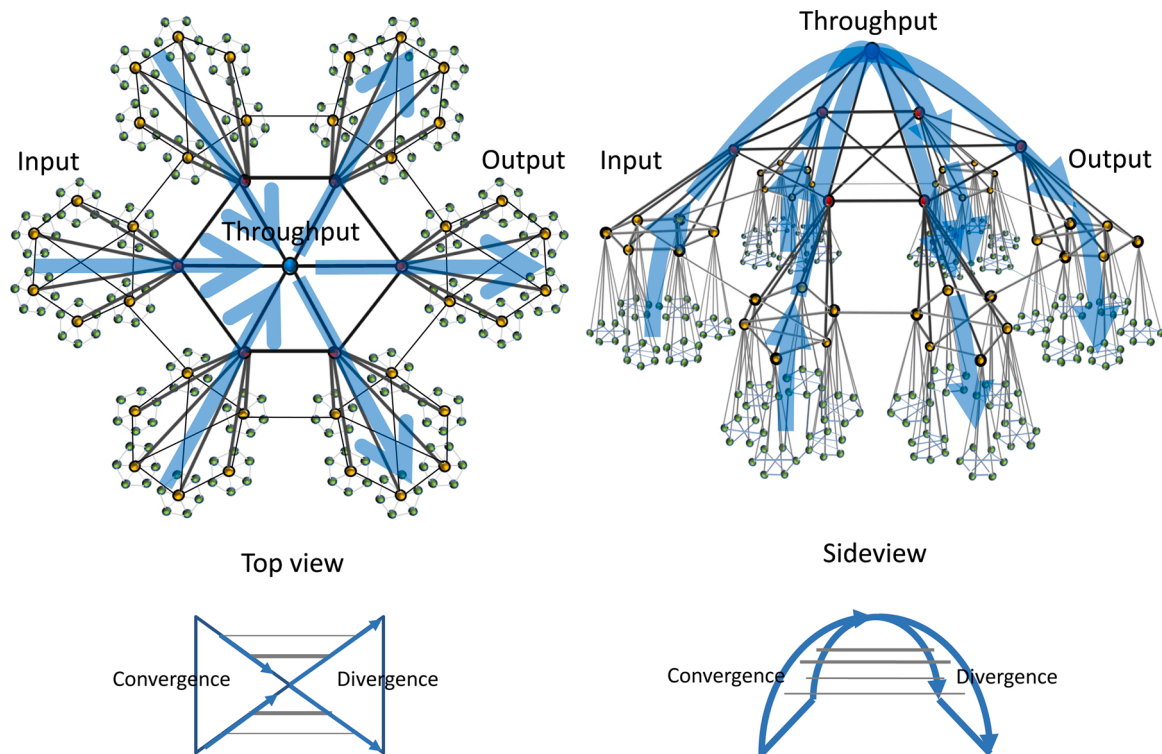 Throughput
Input
Output
Throughput
Input
Output
Top view
Sideview
Convergence
Divergence
Convergence
Divergence